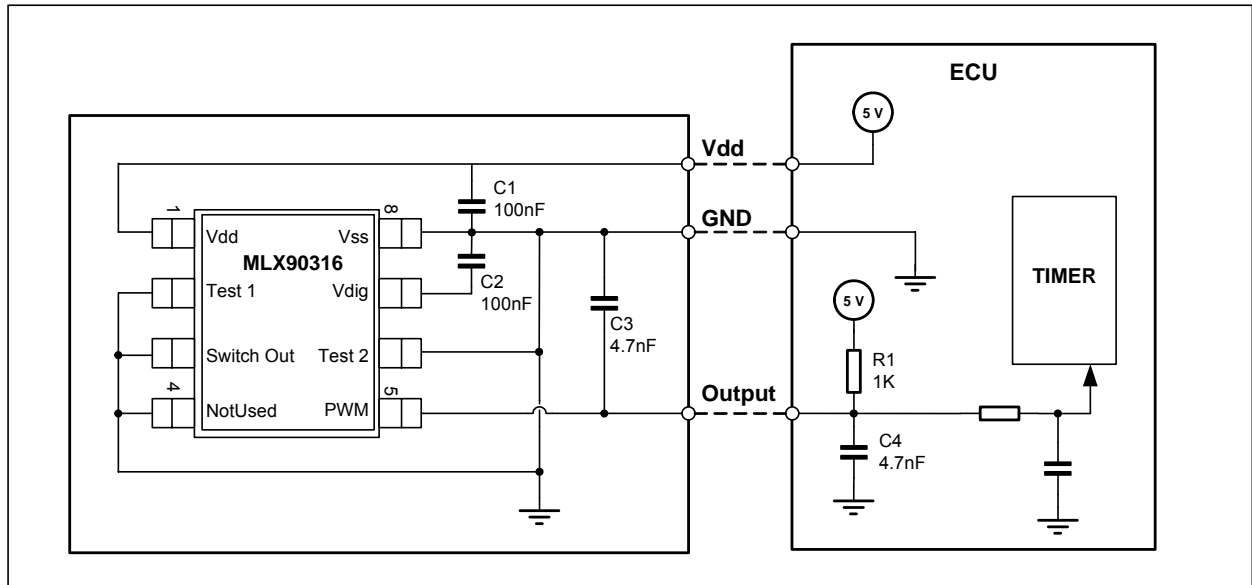 ECU
5 V
Vdd
C1
100nF
1
8
Vdd
Vss
GND
MLX90316
C2
100nF
Test 1
Vdig
TIMER
C3
4.7nF
5 V
Switch Out
Test 2
R1
1K
4
5
Output
NotUsed
PWM
C4
4.7nF